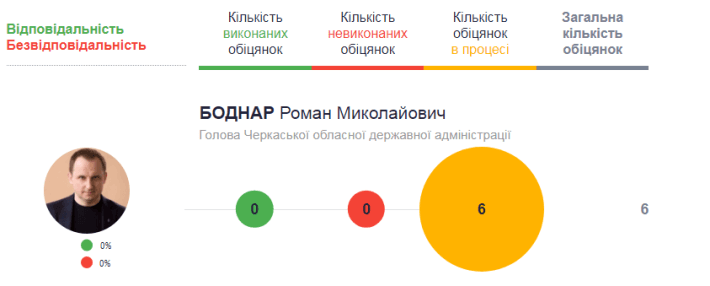 Відповідальність
Безвідповідальність
Кількість
виконаних
обіцянок
Кількість
невиконаних
обіцянок
Кількість
обіцянок
в процесі
Загальна
кількість
обіцянок
БОДНАР Роман Миколайович
Голова Черкаської обласної державної адміністрації
0
0
6
6
0%
0%